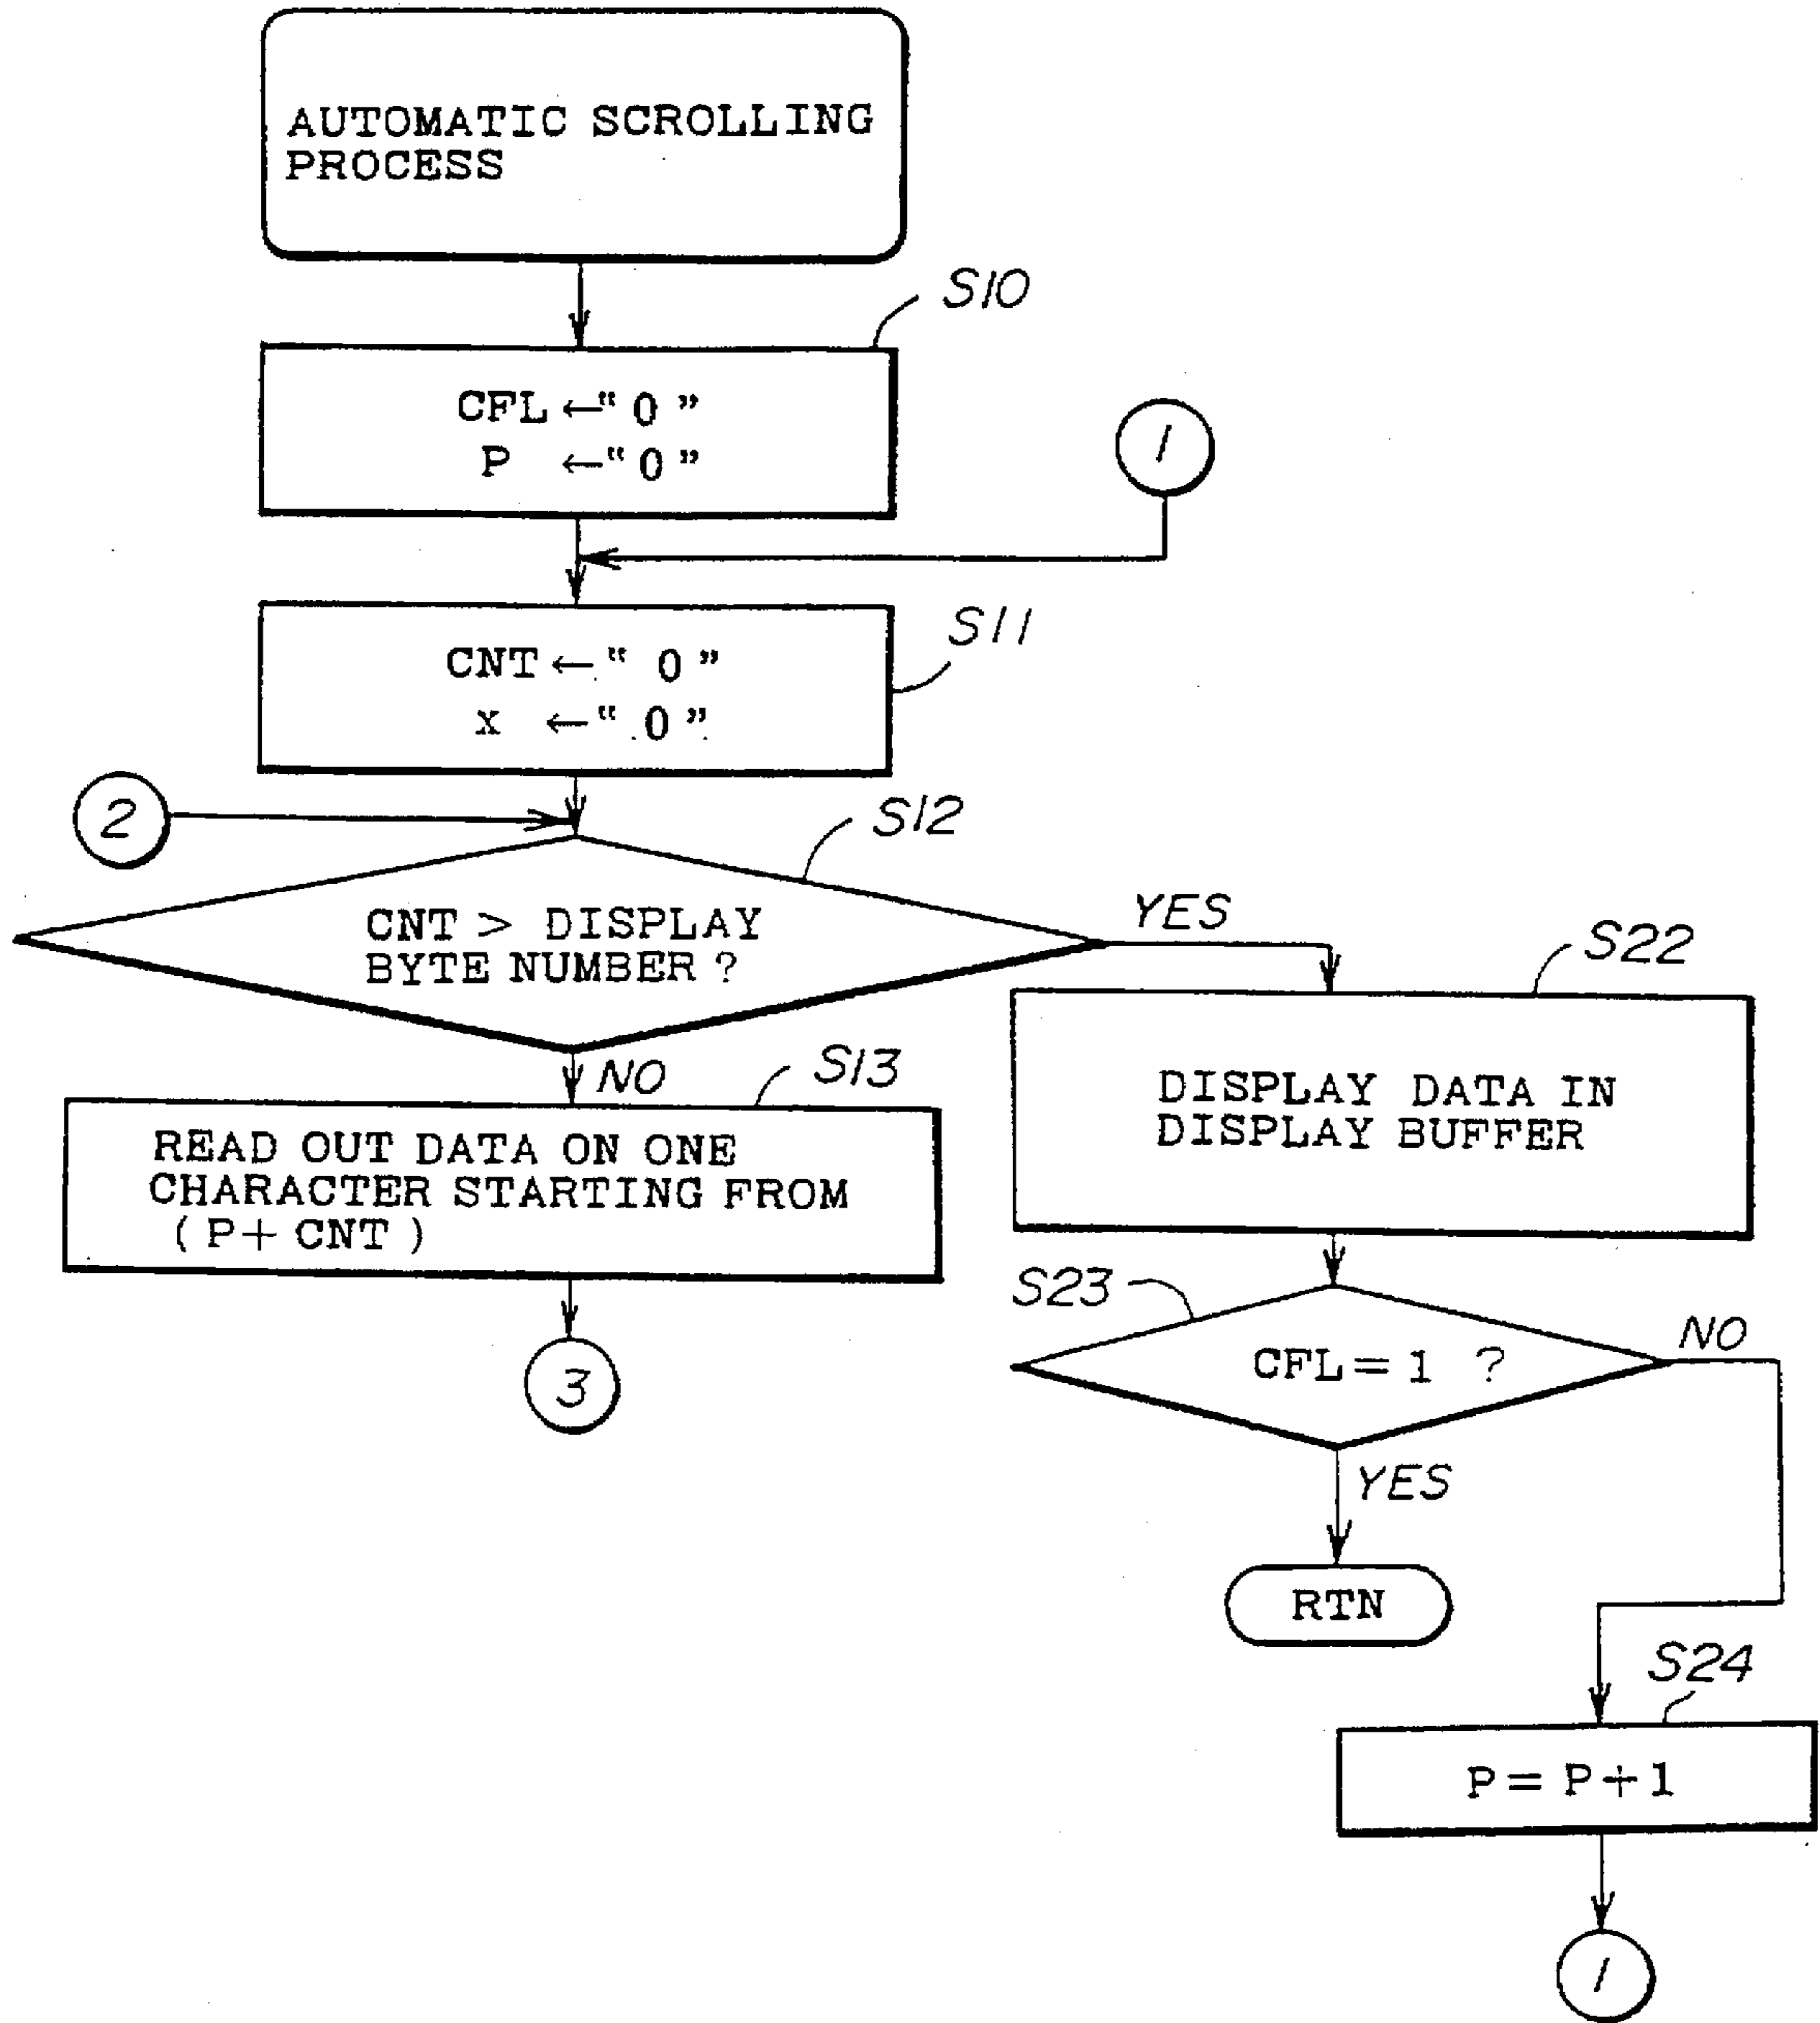 AUTOMATIC SCROLLING
PROCESS
S10
CFL ← "0"
P ← "0"
1
S11
CNT ← "0"
x ← "0"
2
S12
CNT > DISPLAY
BYTE NUMBER ?
YES
NO
S13
READ OUT DATA ON ONE
CHARACTER STARTING FROM
( P+ CNT )
3
S22
DISPLAY DATA IN
DISPLAY BUFFER
S23
CFL = 1 ?
NO
YES
RTN
S24
P = P+1
1